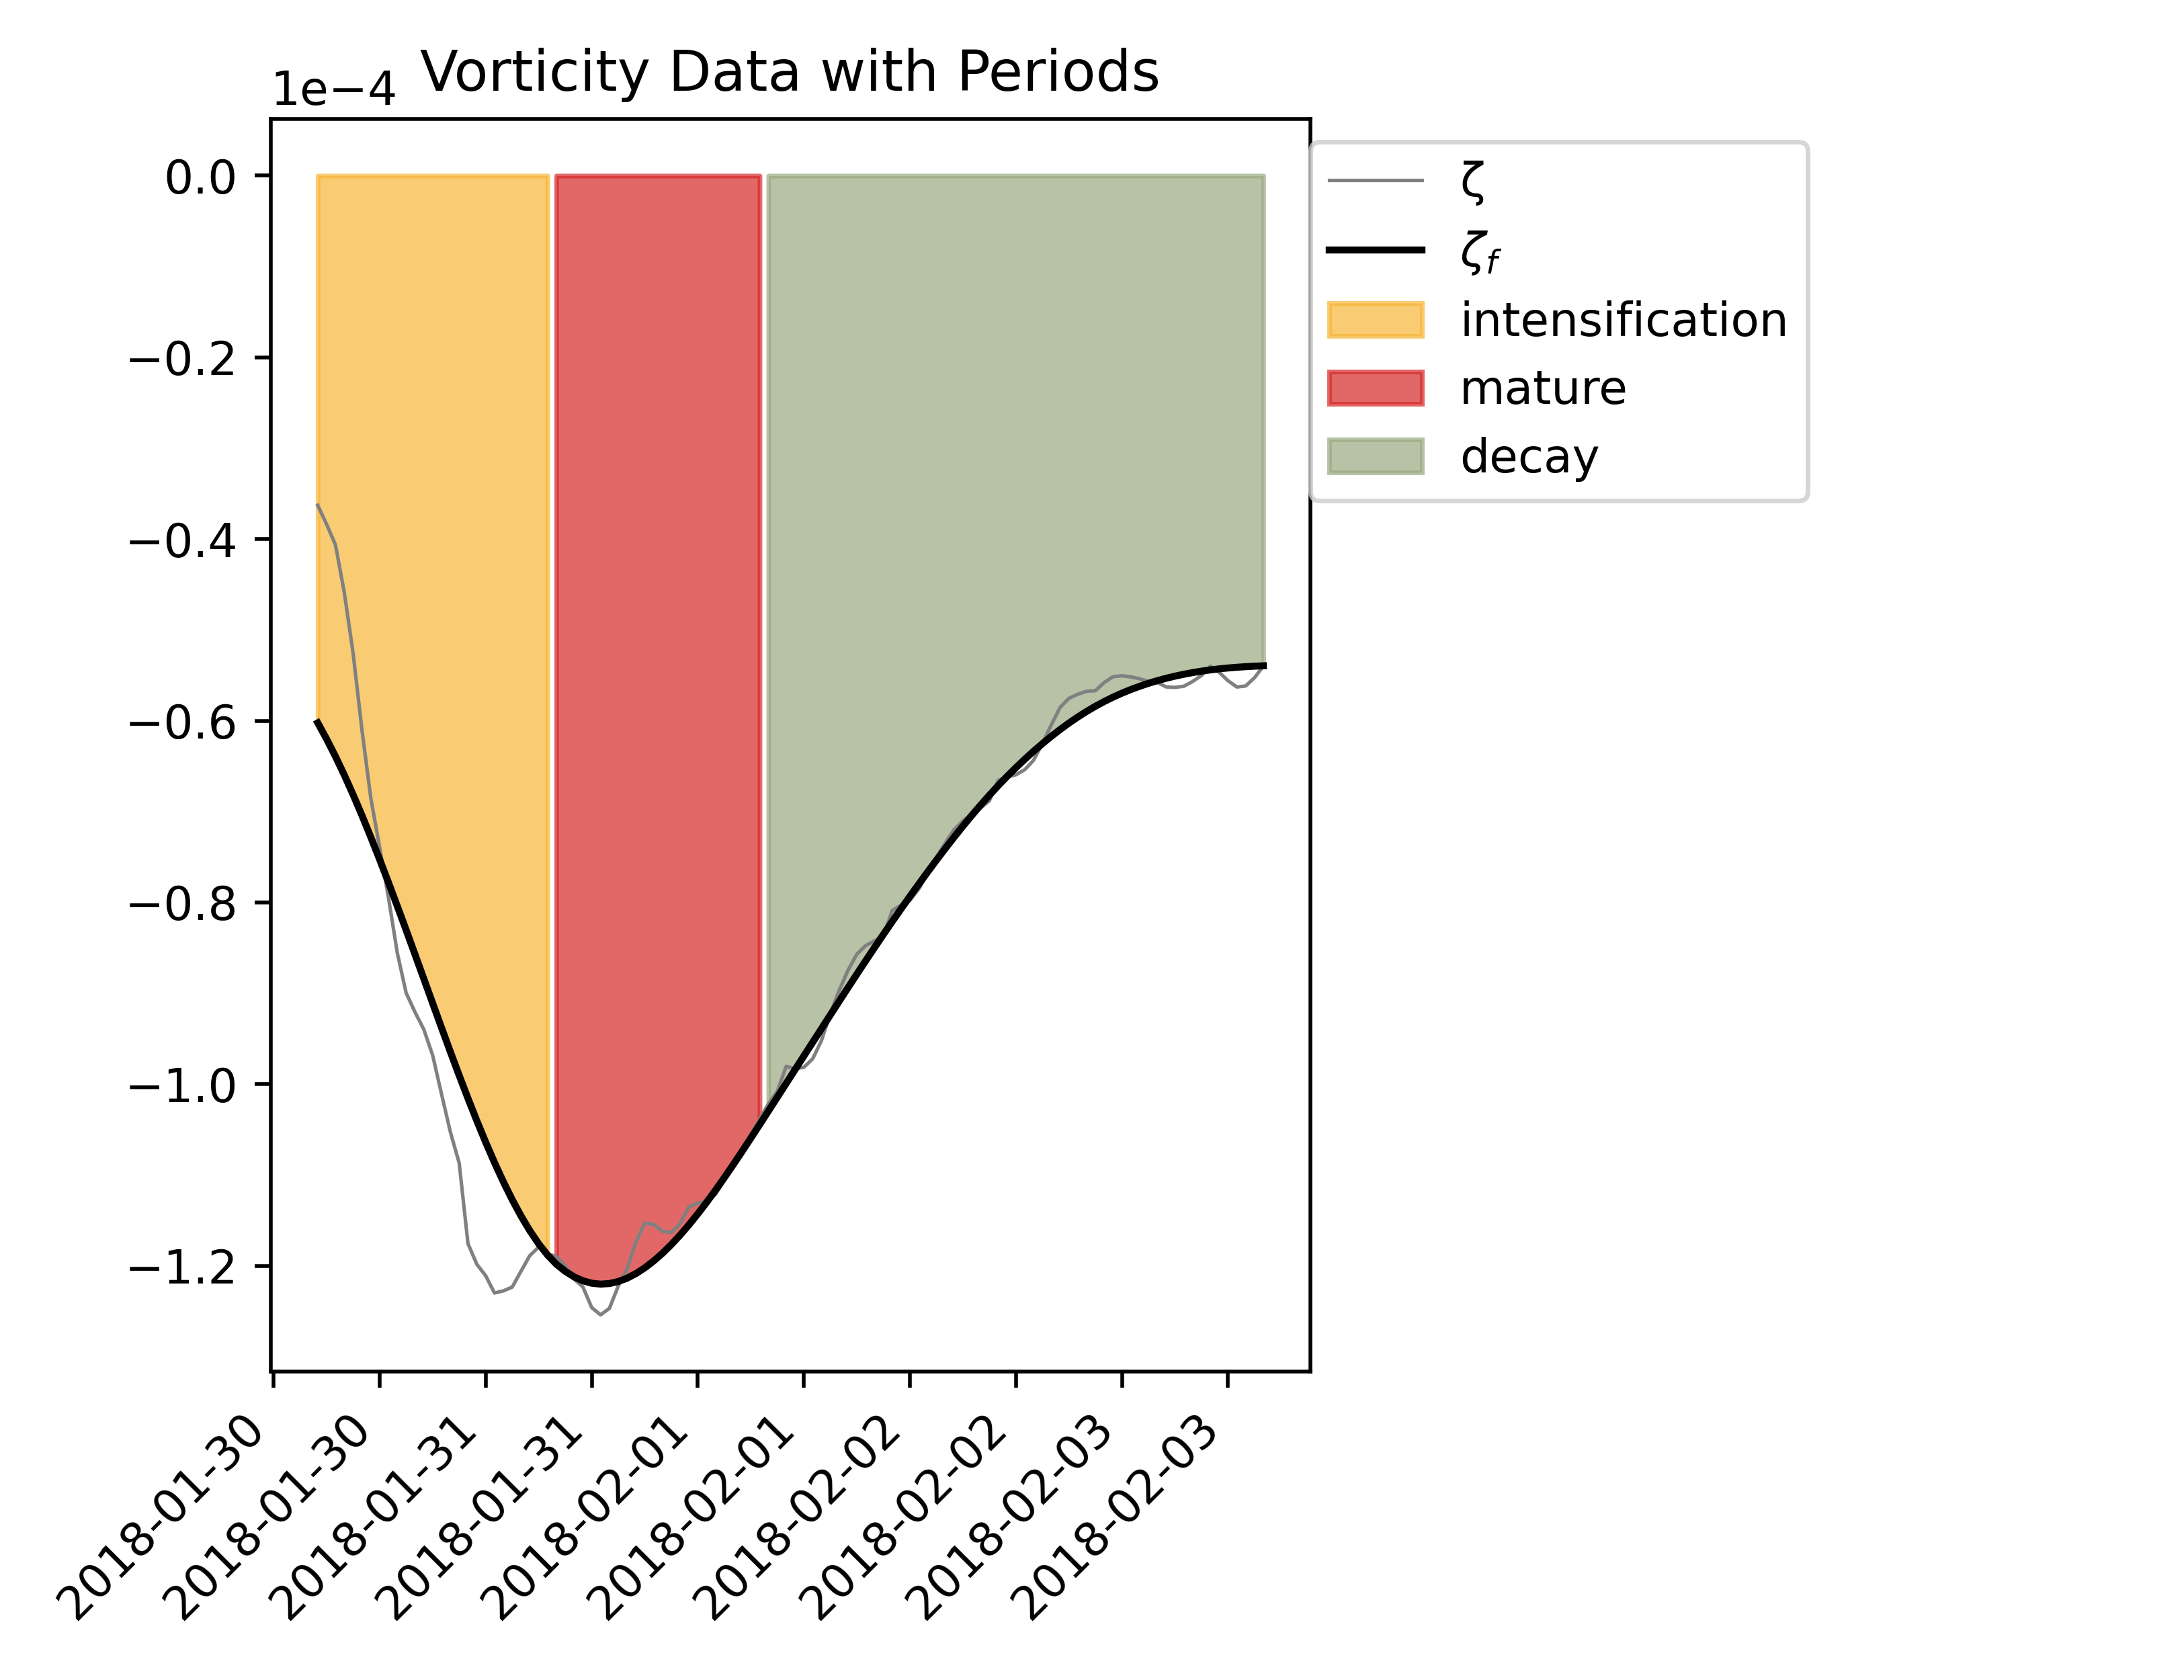 Vorticity Data with Periods
1e−4
0.0
−0.2
−0.4
−0.6
−0.8
−1.0
−1.2
2018-01-30
2018-01-30
2018-01-31
2018-01-31
2018-02-01
2018-02-01
2018-02-02
2018-02-02
2018-02-03
2018-02-03
ζ
ζf
intensification
mature
decay